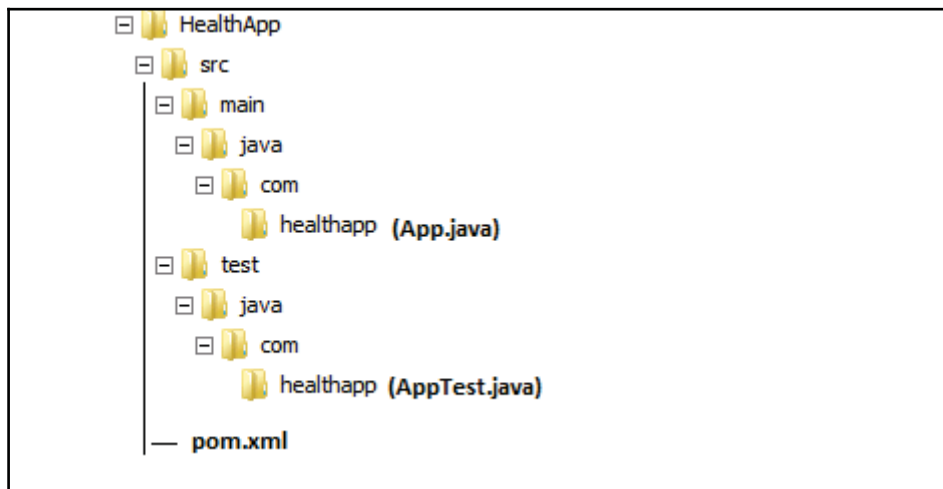 HealthApp
src
main
java
com
healthapp (App.java)
test
java
com
healthapp (AppTest.java)
pom.xml